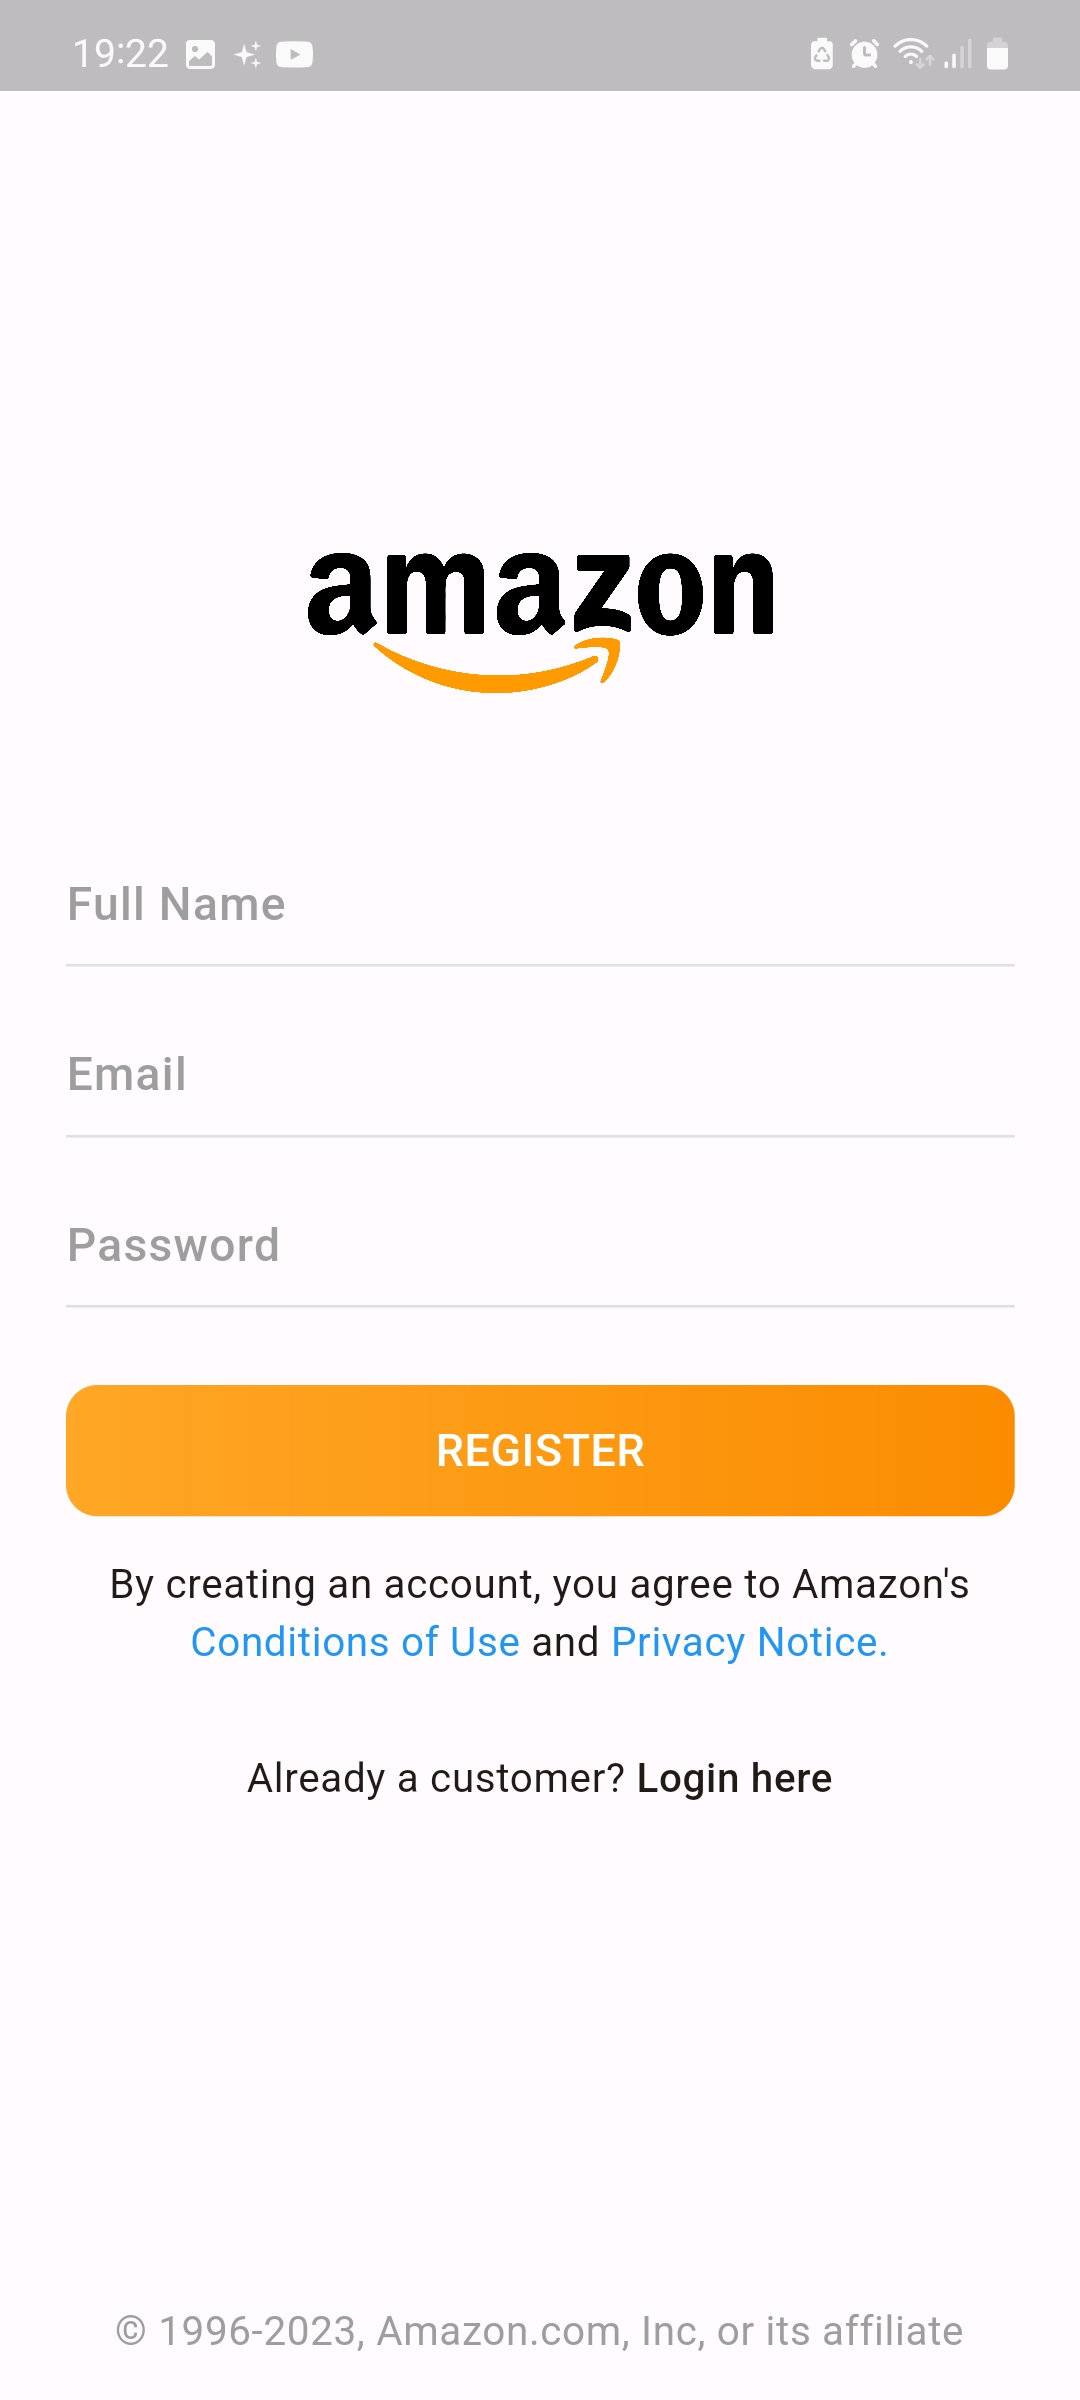 19:22
amazon
Full Name
Email
Password
REGISTER
By creating an account, you agree to Amazon's
Conditions of Use and Privacy Notice.
Already a customer? Login here
© 1996-2023, Amazon.com, Inc, or its affiliate